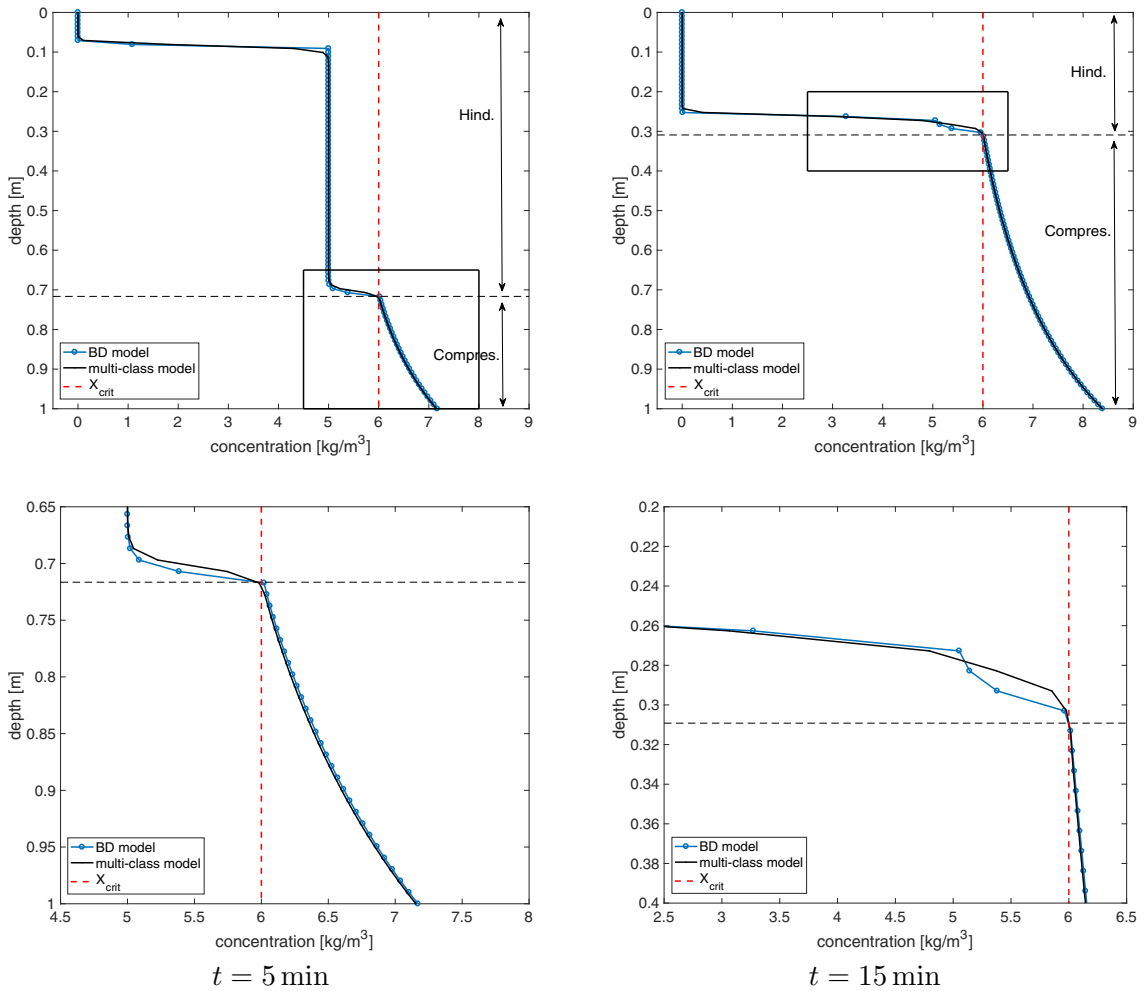 0
0.1
0.2
0.3
0.4
0.5
0.6
0.7
0.8
0.9
1
depth [m]
Hind.
Compres.
BD model
multi-class model
X_crit
0 1 2 3 4 5 6 7 8 9
concentration [kg/m³]
0
0.1
0.2
0.3
0.4
0.5
0.6
0.7
0.8
0.9
1
depth [m]
Hind.
Compres.
BD model
multi-class model
X_crit
0 1 2 3 4 5 6 7 8 9
concentration [kg/m³]
0.65
0.7
0.75
0.8
0.85
0.9
0.95
1
depth [m]
BD model
multi-class model
X_crit
4.5 5 5.5 6 6.5 7 7.5 8
concentration [kg/m³]
t = 5 min
0.2
0.22
0.24
0.26
0.28
0.3
0.32
0.34
0.36
0.38
0.4
depth [m]
BD model
multi-class model
X_crit
2.5 3 3.5 4 4.5 5 5.5 6 6.5
concentration [kg/m³]
t = 15 min